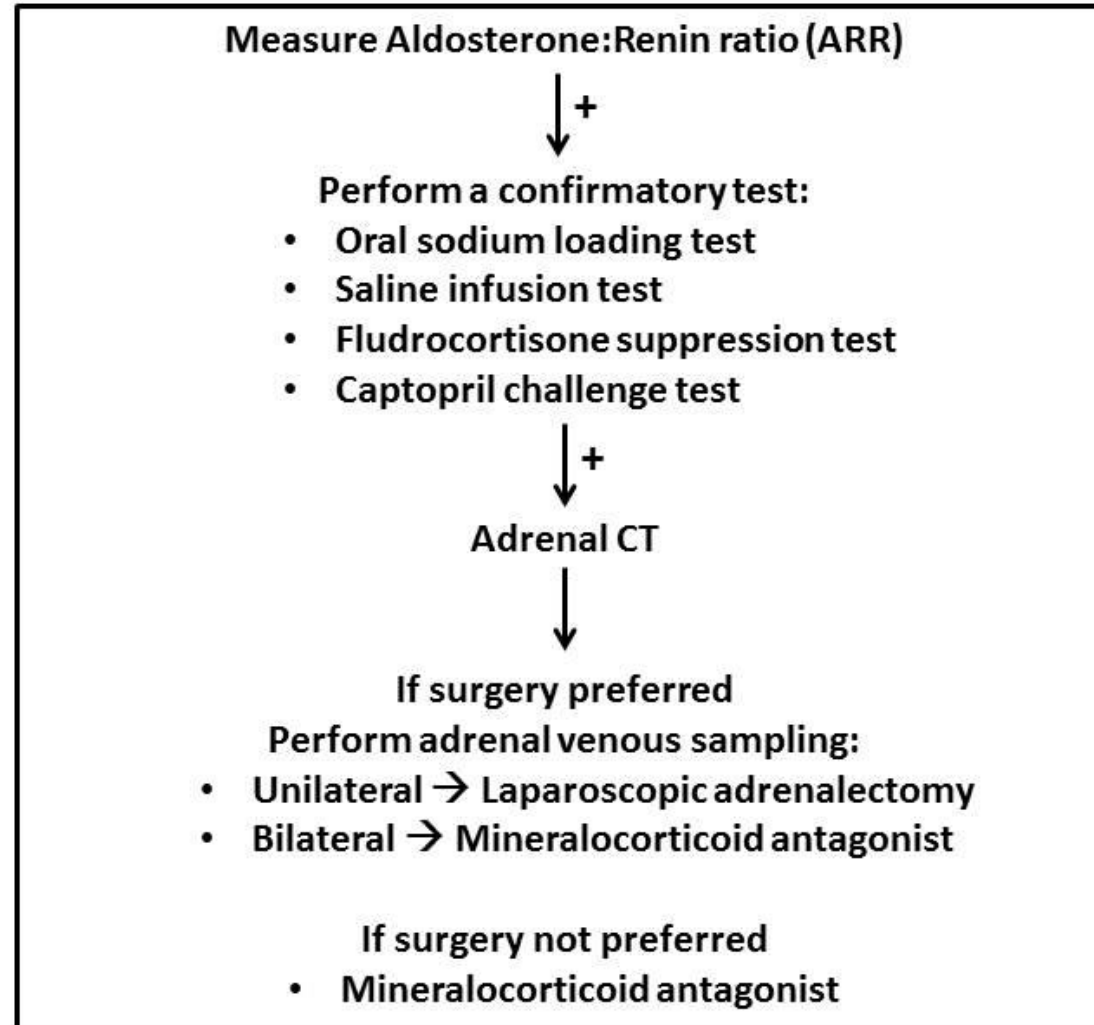 Measure Aldosterone:Renin ratio (ARR)
+
Perform a confirmatory test:
• Oral sodium loading test
• Saline infusion test
• Fludrocortisone suppression test
• Captopril challenge test
+
Adrenal CT
If surgery preferred
Perform adrenal venous sampling:
• Unilateral → Laparoscopic adrenalectomy
• Bilateral → Mineralocorticoid antagonist
If surgery not preferred
• Mineralocorticoid antagonist